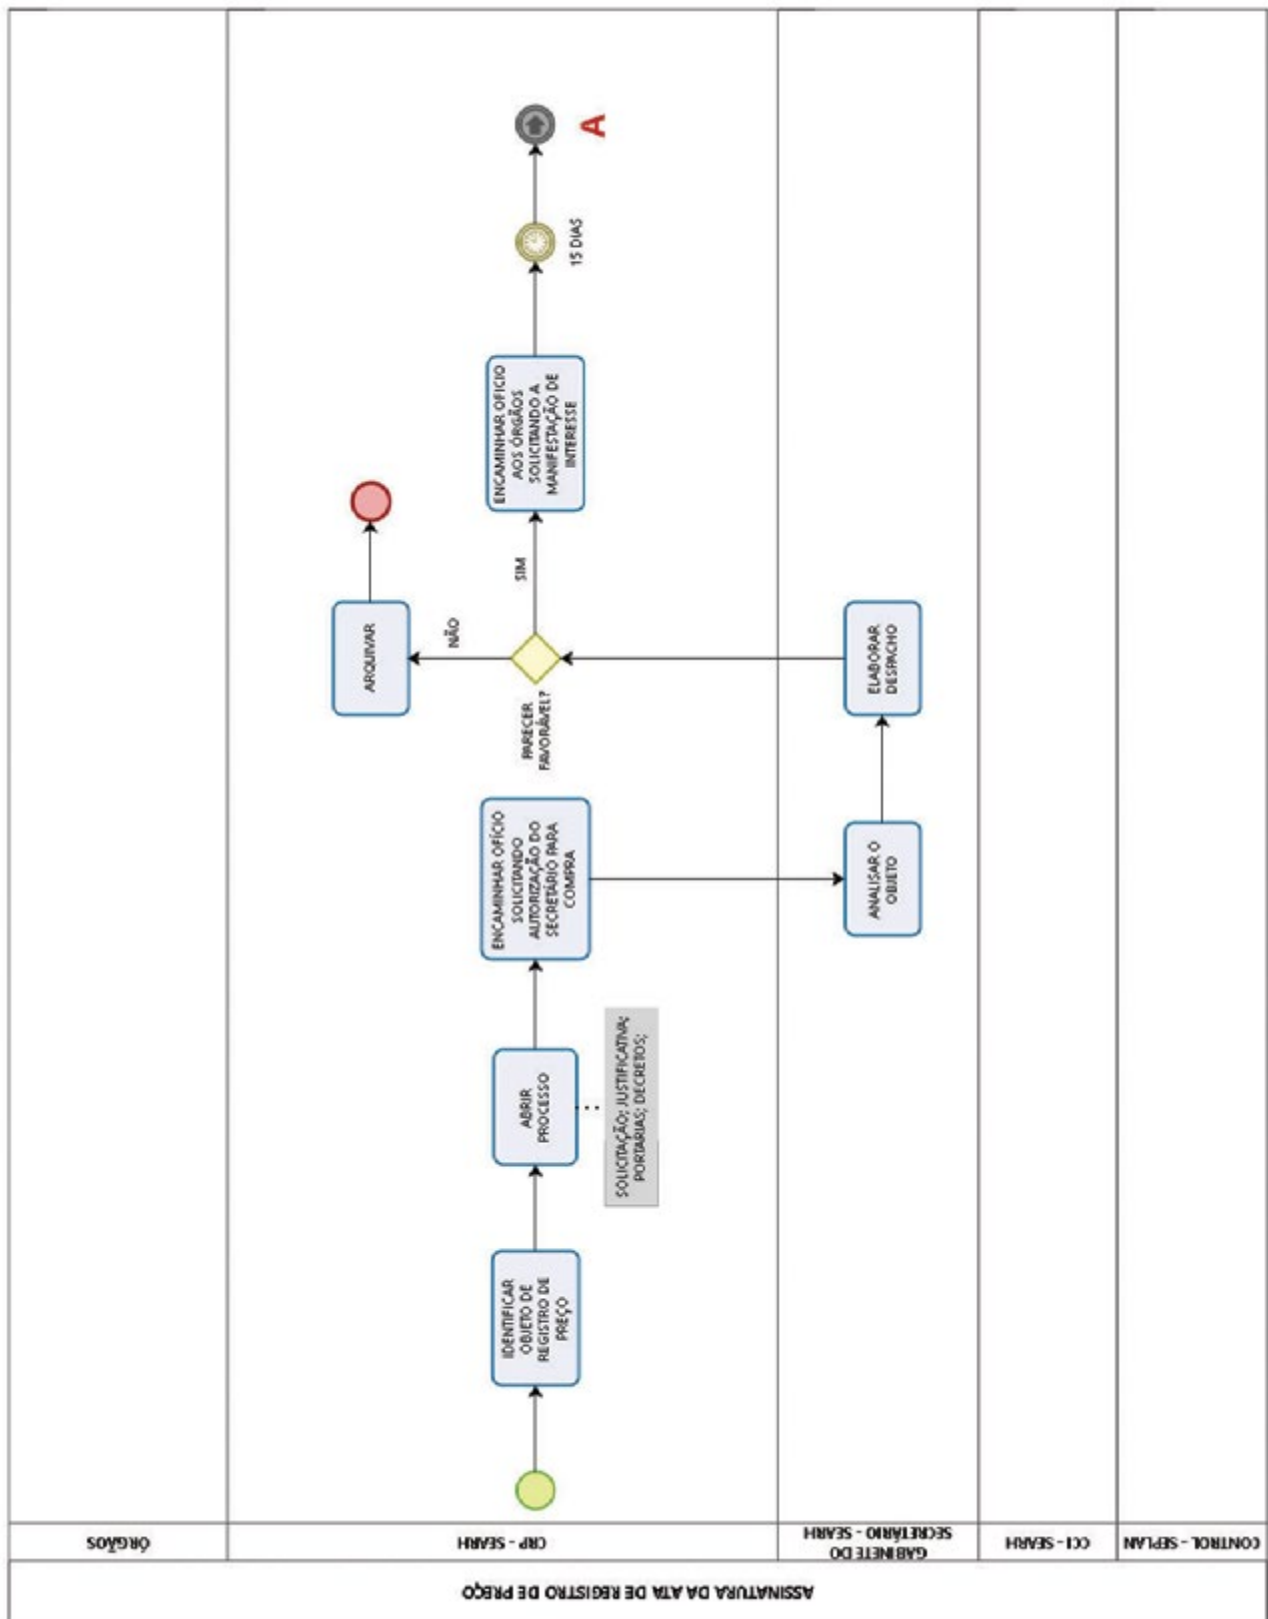 ASSINATURA DA ATA DE REGISTRO DE PREÇO
ÓRGÃOS
CRP - SEARH
GABINETE DO
SECRETÁRIO - SEARH
CCI - SEARH
CONTROL - SEPLAN
IDENTIFICAR
OBJETO DE
REGISTRO DE
PREÇO
ABRIR
PROCESSO
SOLICITAÇÃO; JUSTIFICATIVA;
PORTARIAS; DECRETOS;
ENCAMINHAR OFÍCIO
SOLICITANDO
AUTORIZAÇÃO DO
SECRETÁRIO PARA
COMPRA
ANALISAR O
OBJETO
ELABORAR
DESPACHO
PARECER
FAVORÁVEL?
NÃO
ARQUIVAR
SIM
ENCAMINHAR OFICIO
AOS ÓRGÃOS
SOLICITANDO A
MANIFESTAÇÃO DE
INTERESSE
15 DIAS
A